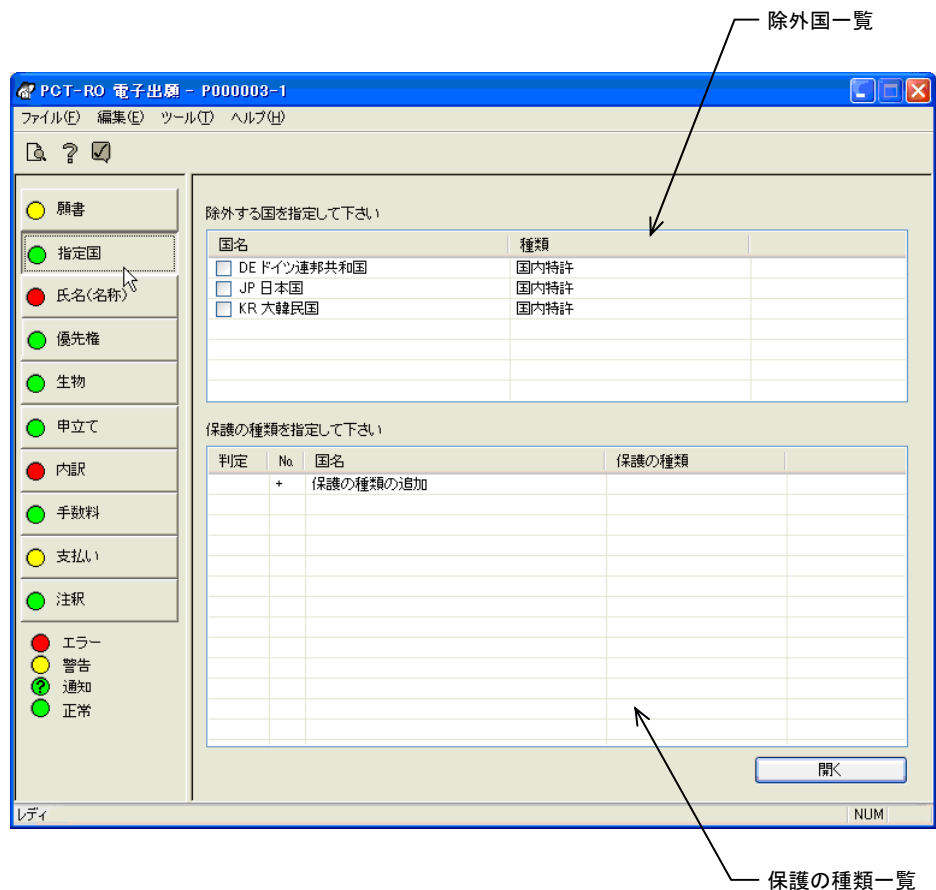 除外国一覧
PCT-RO 電子出願 - P000003-1
ファイル(F) 編集(E) ツール(T) ヘルプ(H)
願書
指定国
氏名(名称)
優先権
生物
申立て
内訳
手数料
支払い
注釈
エラー
警告
通知
正常
除外する国を指定して下さい
国名 種類
DE ドイツ連邦共和国 国内特許
JP 日本国 国内特許
KR 大韓民国 国内特許
保護の種類を指定して下さい
判定 No. 国名 保護の種類
+ 保護の種類の追加
開く
レディ NUM
保護の種類一覧